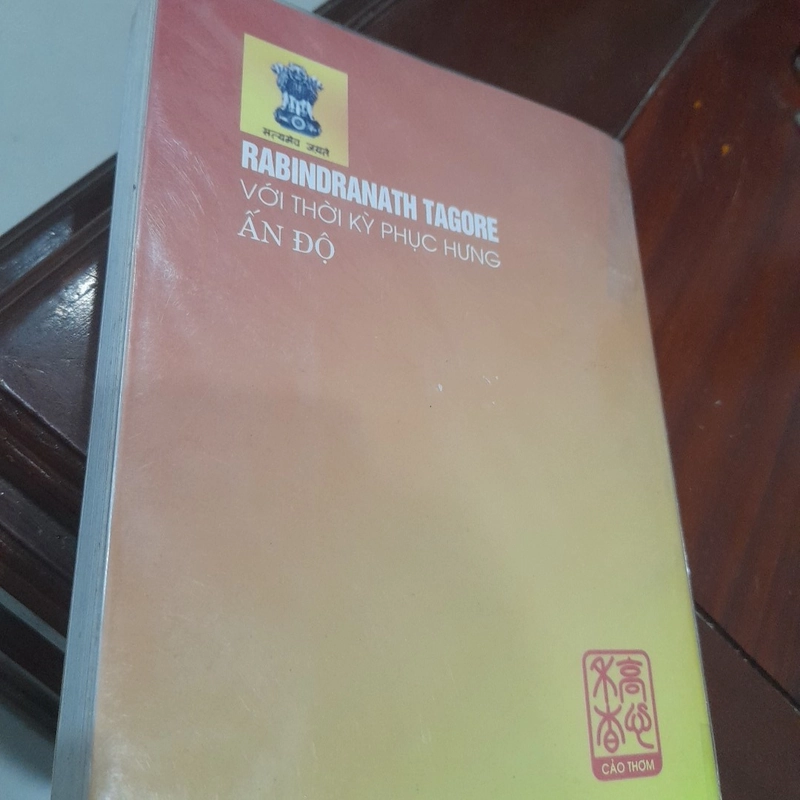 सत्यमेव जयते
RABINDRANATH TAGORE
VỚI THỜI KỲ PHỤC HƯNG
ẤN ĐỘ
CẢO THƠM